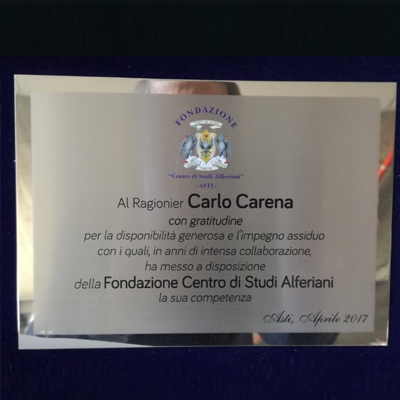 FONDAZIONE
"Centro di Studi Alferiani"
- ASTI -
Al Ragionier Carlo Carena
con gratitudine
per la disponibilità generosa e l'impegno assiduo
con i quali, in anni di intensa collaborazione,
ha messo a disposizione
della Fondazione Centro di Studi Alferiani
la sua competenza
Asti, Aprile 2017